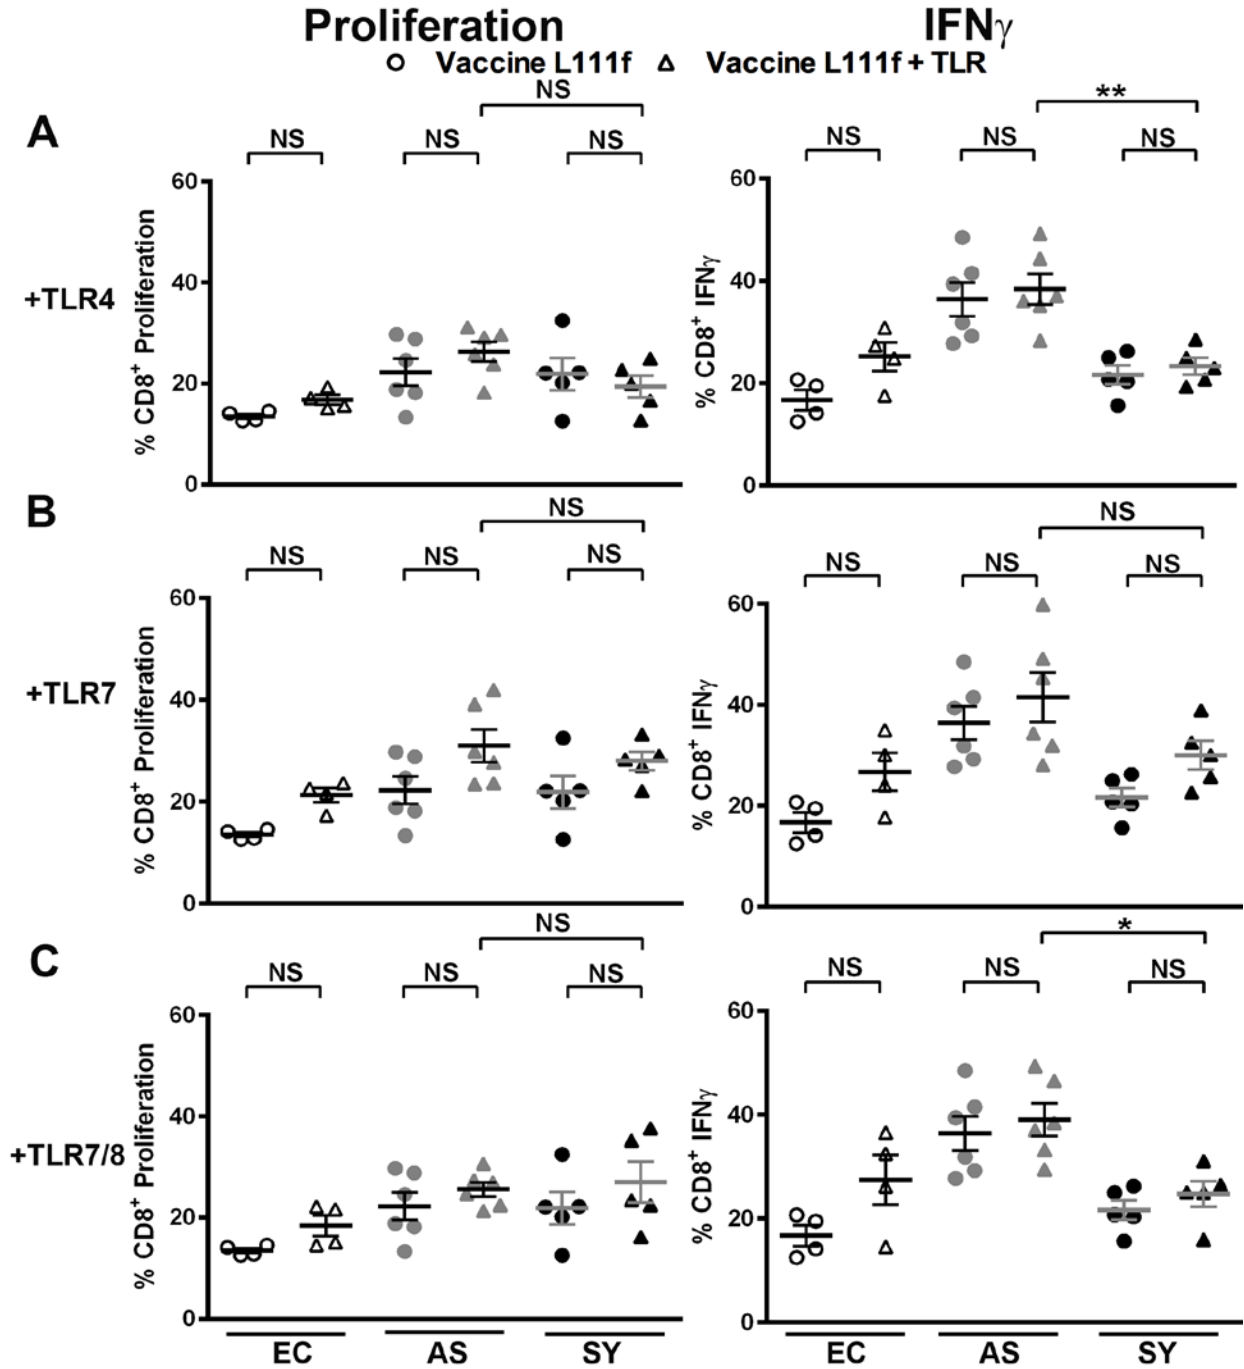 Proliferation IFNγ
Vaccine L111f Vaccine L111f + TLR
A
+TLR4
NS
NS NS NS
% CD8⁺ Proliferation
60
40
20
0
**
NS NS NS
% CD8⁺ IFNγ
60
40
20
0
B
+TLR7
NS
NS NS NS
% CD8⁺ Proliferation
60
40
20
0
NS
NS NS NS
% CD8⁺ IFNγ
60
40
20
0
C
+TLR7/8
NS
NS NS NS
% CD8⁺ Proliferation
60
40
20
0
EC AS SY
*
NS NS NS
% CD8⁺ IFNγ
60
40
20
0
EC AS SY